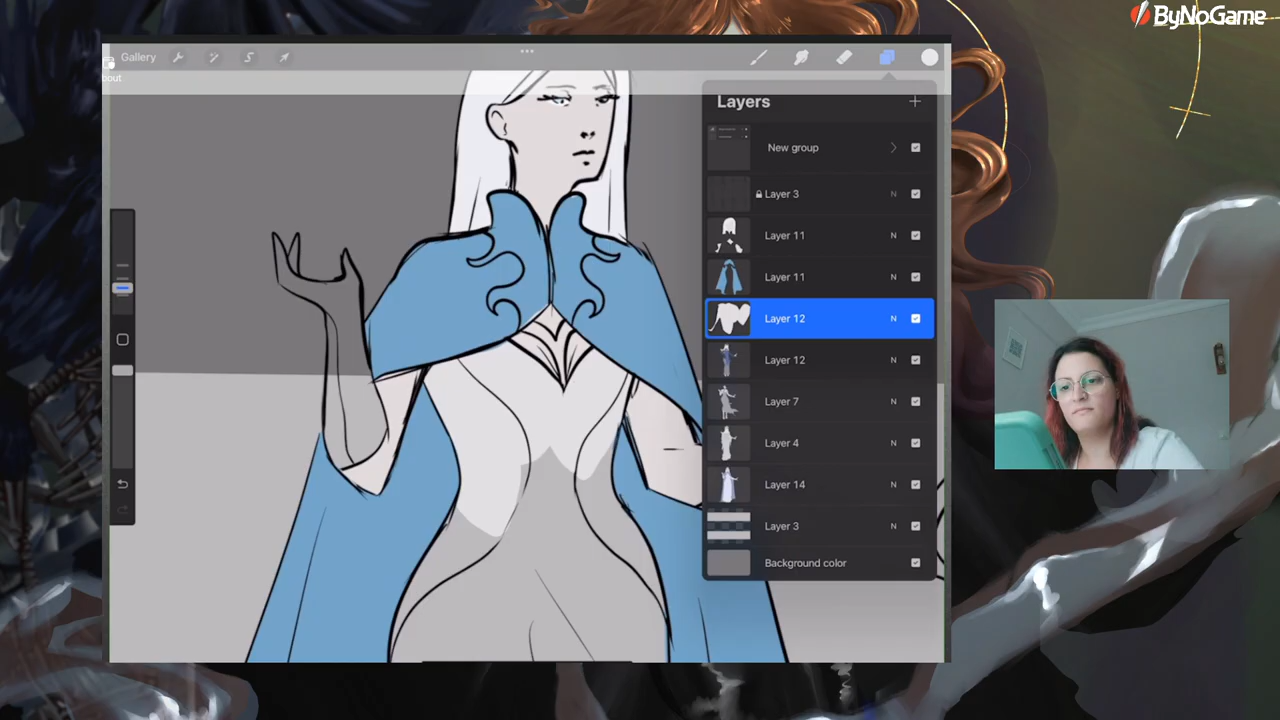 ByNoGame
Gallery
bout
Layers
New group
Layer 3 N
Layer 11 N
Layer 11 N
Layer 12 N
Layer 12 N
Layer 7 N
Layer 4 N
Layer 14 N
Layer 3 N
Background color